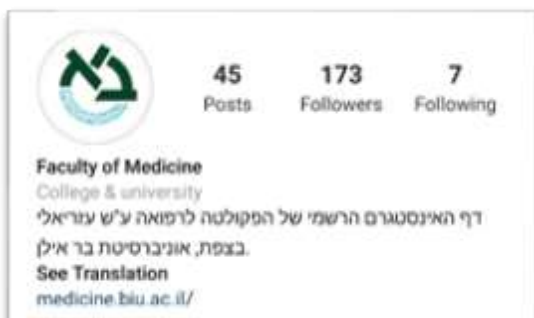 בא
45 173 7
Posts Followers Following
Faculty of Medicine
College & university
דף האינסטגרם הרשמי של הפקולטה לרפואה ע"ש עזריאלי
בצפת, אוניברסיטת בר אילן.
See Translation
medicine.biu.ac.il/